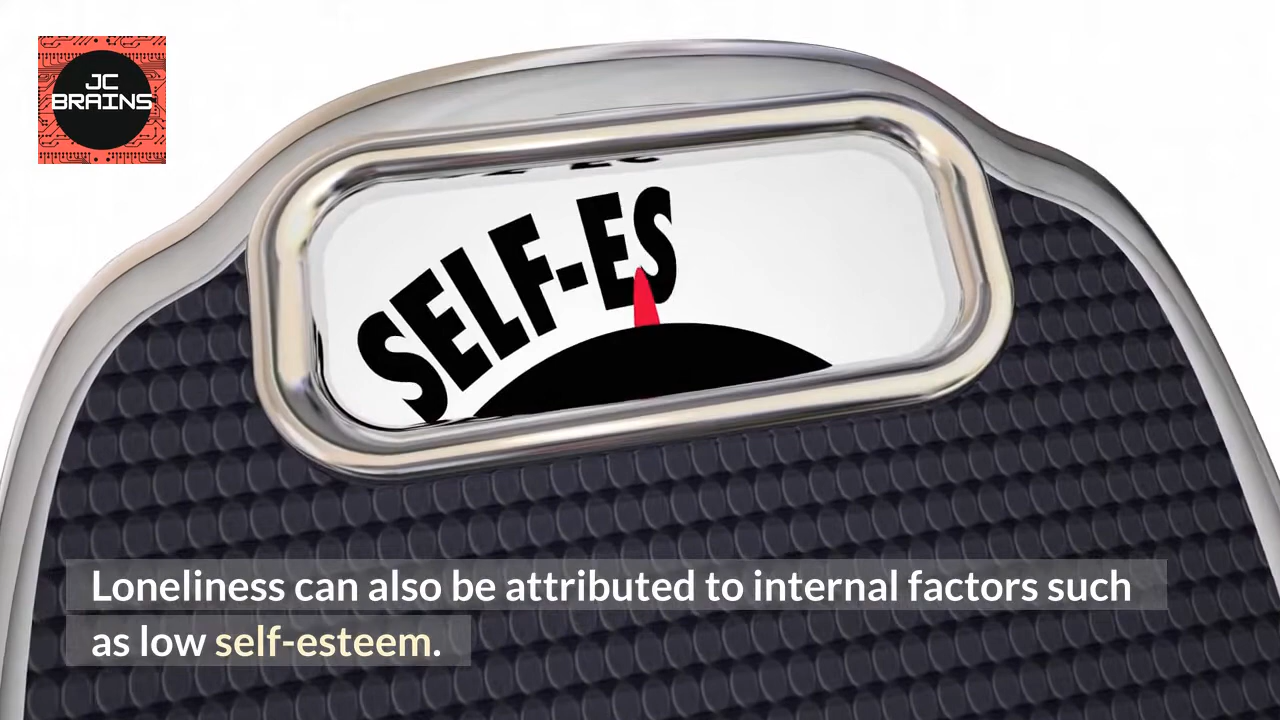 JC
BRAINS
SELF-ES
Loneliness can also be attributed to internal factors such
as low self-esteem.